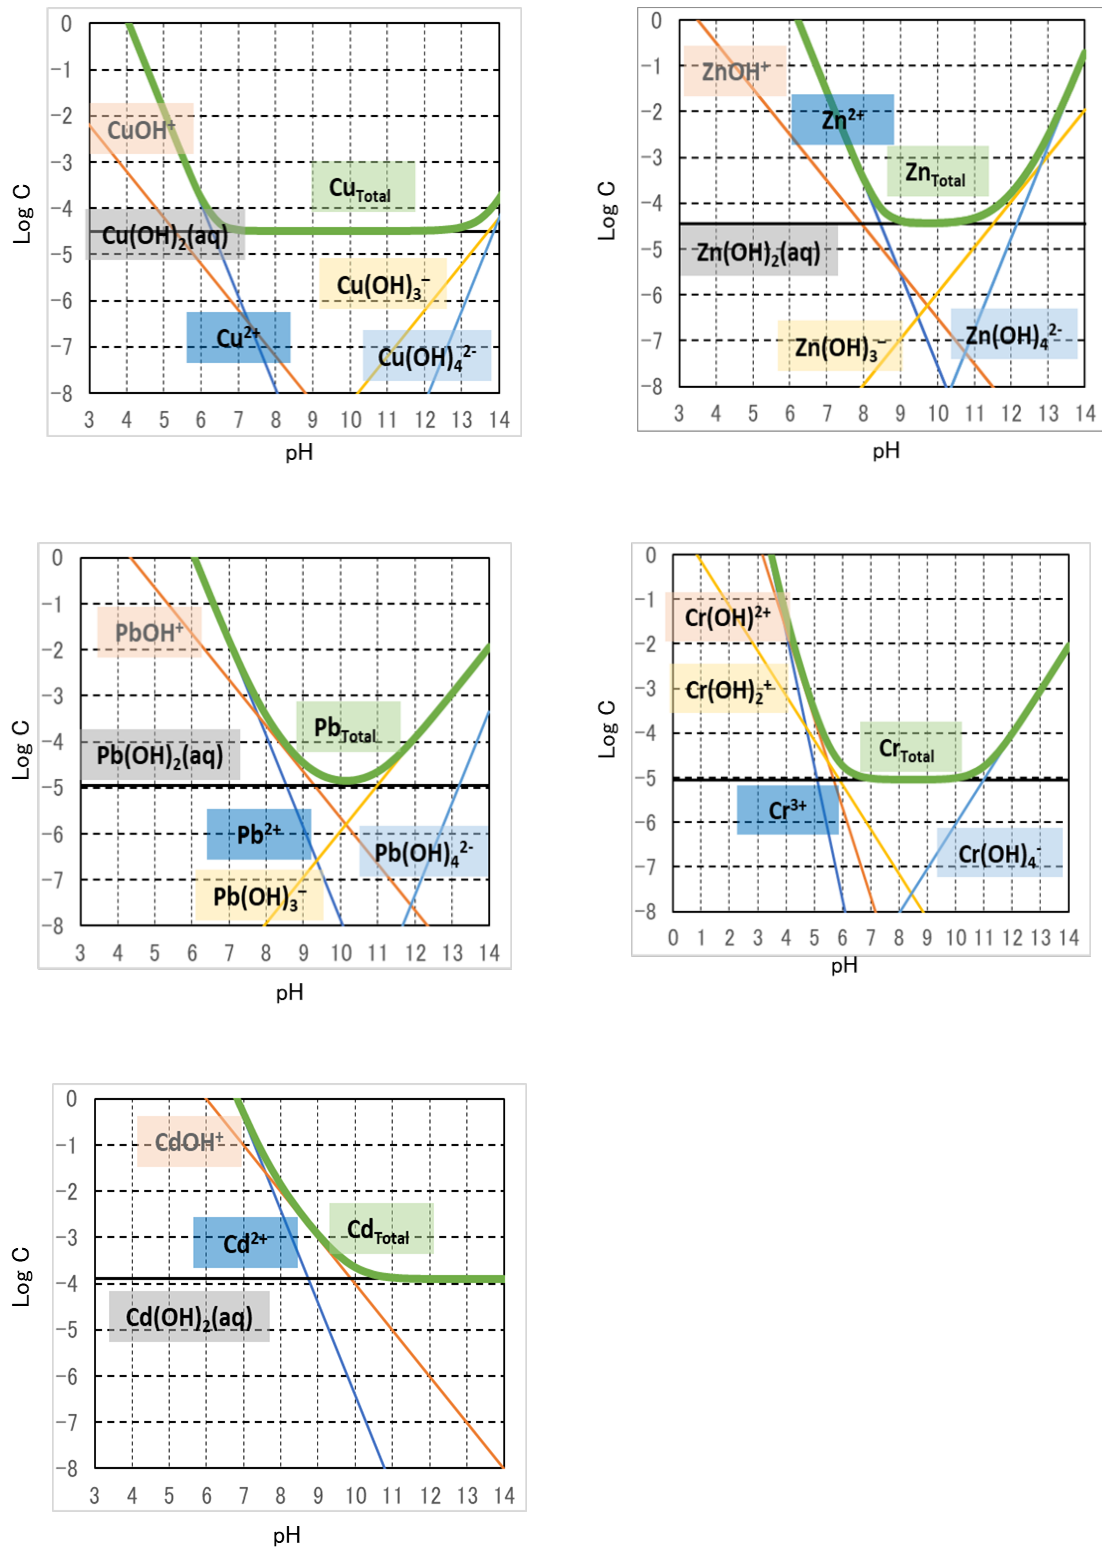 0
−1
−2
−3
−4
−5
−6
−7
−8
Log C
CuOH⁺
Cu_Total
Cu(OH)₂(aq)
Cu(OH)₃⁻
Cu²⁺
Cu(OH)₄²⁻
3 4 5 6 7 8 9 10 11 12 13 14
pH
0
−1
−2
−3
−4
−5
−6
−7
−8
Log C
ZnOH⁺
Zn²⁺
Zn_Total
Zn(OH)₂(aq)
Zn(OH)₃⁻
Zn(OH)₄²⁻
3 4 5 6 7 8 9 10 11 12 13 14
pH
0
−1
−2
−3
−4
−5
−6
−7
−8
Log C
PbOH⁺
Pb_Total
Pb(OH)₂(aq)
Pb²⁺
Pb(OH)₄²⁻
Pb(OH)₃⁻
3 4 5 6 7 8 9 10 11 12 13 14
pH
0
−1
−2
−3
−4
−5
−6
−7
−8
Log C
Cr(OH)²⁺
Cr(OH)₂⁺
Cr_Total
Cr³⁺
Cr(OH)₄⁻
0 1 2 3 4 5 6 7 8 9 10 11 12 13 14
pH
0
−1
−2
−3
−4
−5
−6
−7
−8
Log C
CdOH⁺
Cd²⁺
Cd_Total
Cd(OH)₂(aq)
3 4 5 6 7 8 9 10 11 12 13 14
pH